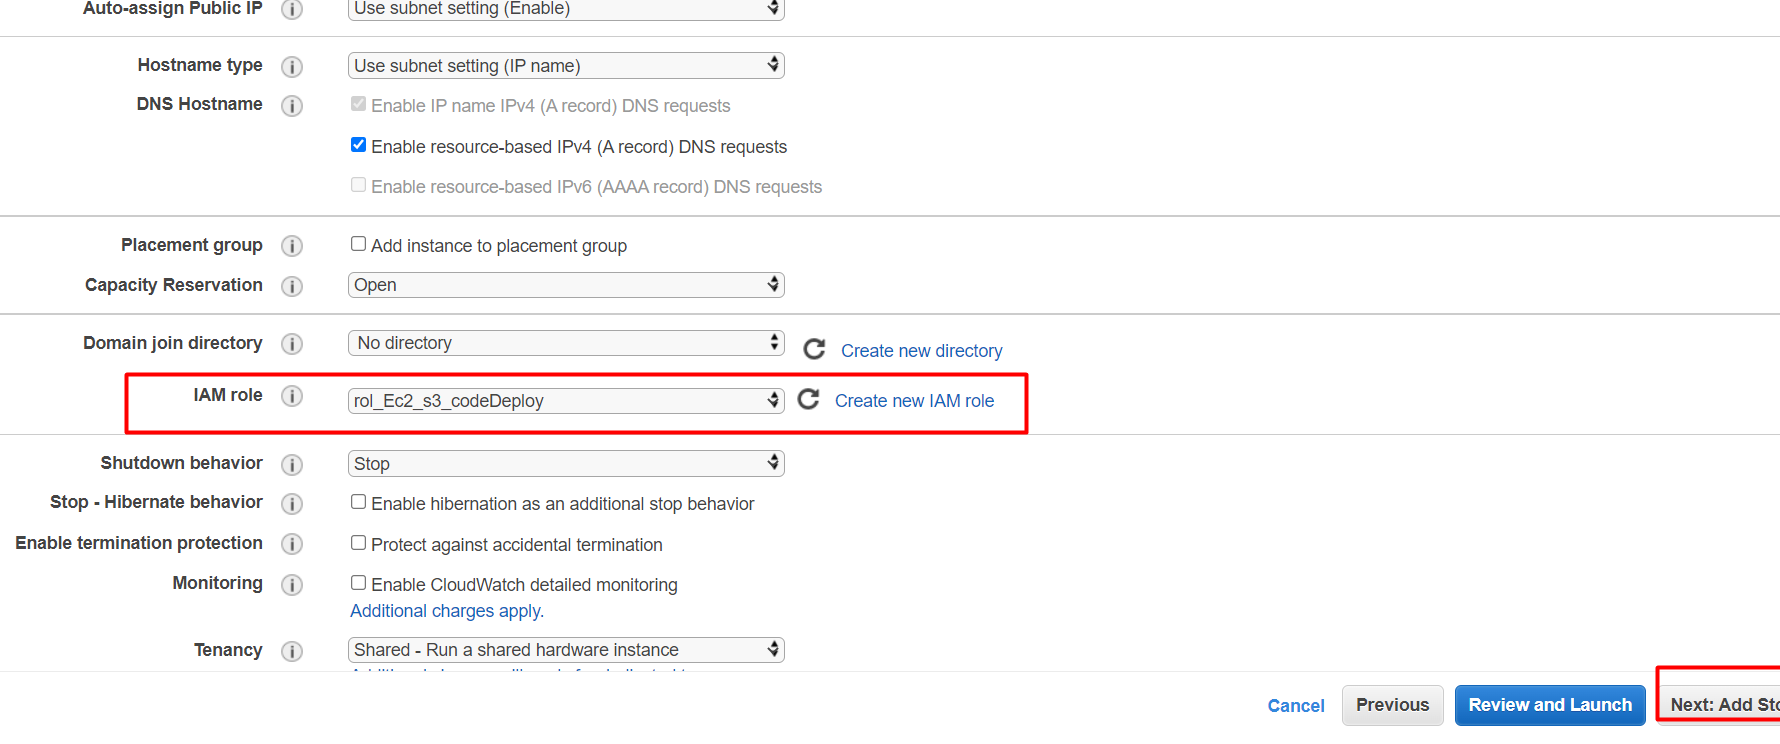 Auto-assign Public IP i Use subnet setting (Enable)
Hostname type i Use subnet setting (IP name)
DNS Hostname i Enable IP name IPv4 (A record) DNS requests
Enable resource-based IPv4 (A record) DNS requests
Enable resource-based IPv6 (AAAA record) DNS requests
Placement group i Add instance to placement group
Capacity Reservation i Open
Domain join directory i No directory Create new directory
IAM role i rol_Ec2_s3_codeDeploy Create new IAM role
Shutdown behavior i Stop
Stop - Hibernate behavior i Enable hibernation as an additional stop behavior
Enable termination protection i Protect against accidental termination
Monitoring i Enable CloudWatch detailed monitoring
Additional charges apply.
Tenancy i Shared - Run a shared hardware instance
Cancel Previous Review and Launch Next: Add Sto